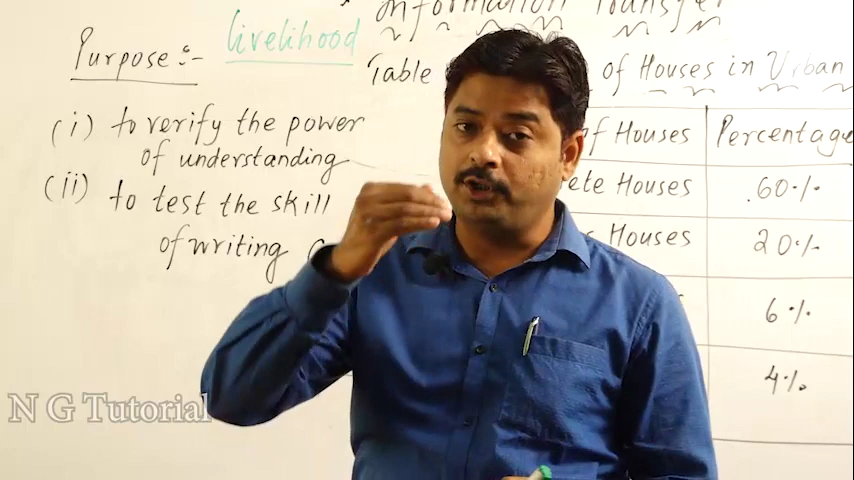 Information Transfer
Purpose :-
livelihood
Table
of Houses in Urban
(i) to verify the power
of understanding
(ii) to test the skill
of writing
of Houses
Percentage
ete Houses
60%
s Houses
20%
6%
4%
N G Tutorial